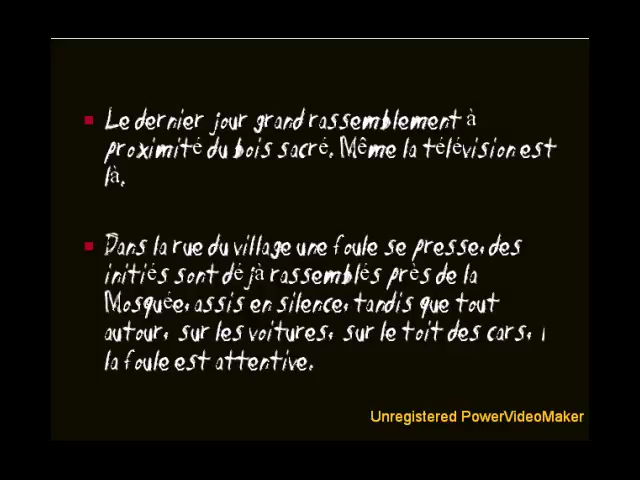 Le dernier jour grand rassemblement à
proximité du bois sacré. Même la télévision est
là.
Dans la rue du village une foule se presse, des
initiés sont déjà rassemblés près de la
Mosquée, assis en silence, tandis que tout
autour, sur les voitures, sur le toit des cars, l
la foule est attentive.
Unregistered PowerVideoMaker